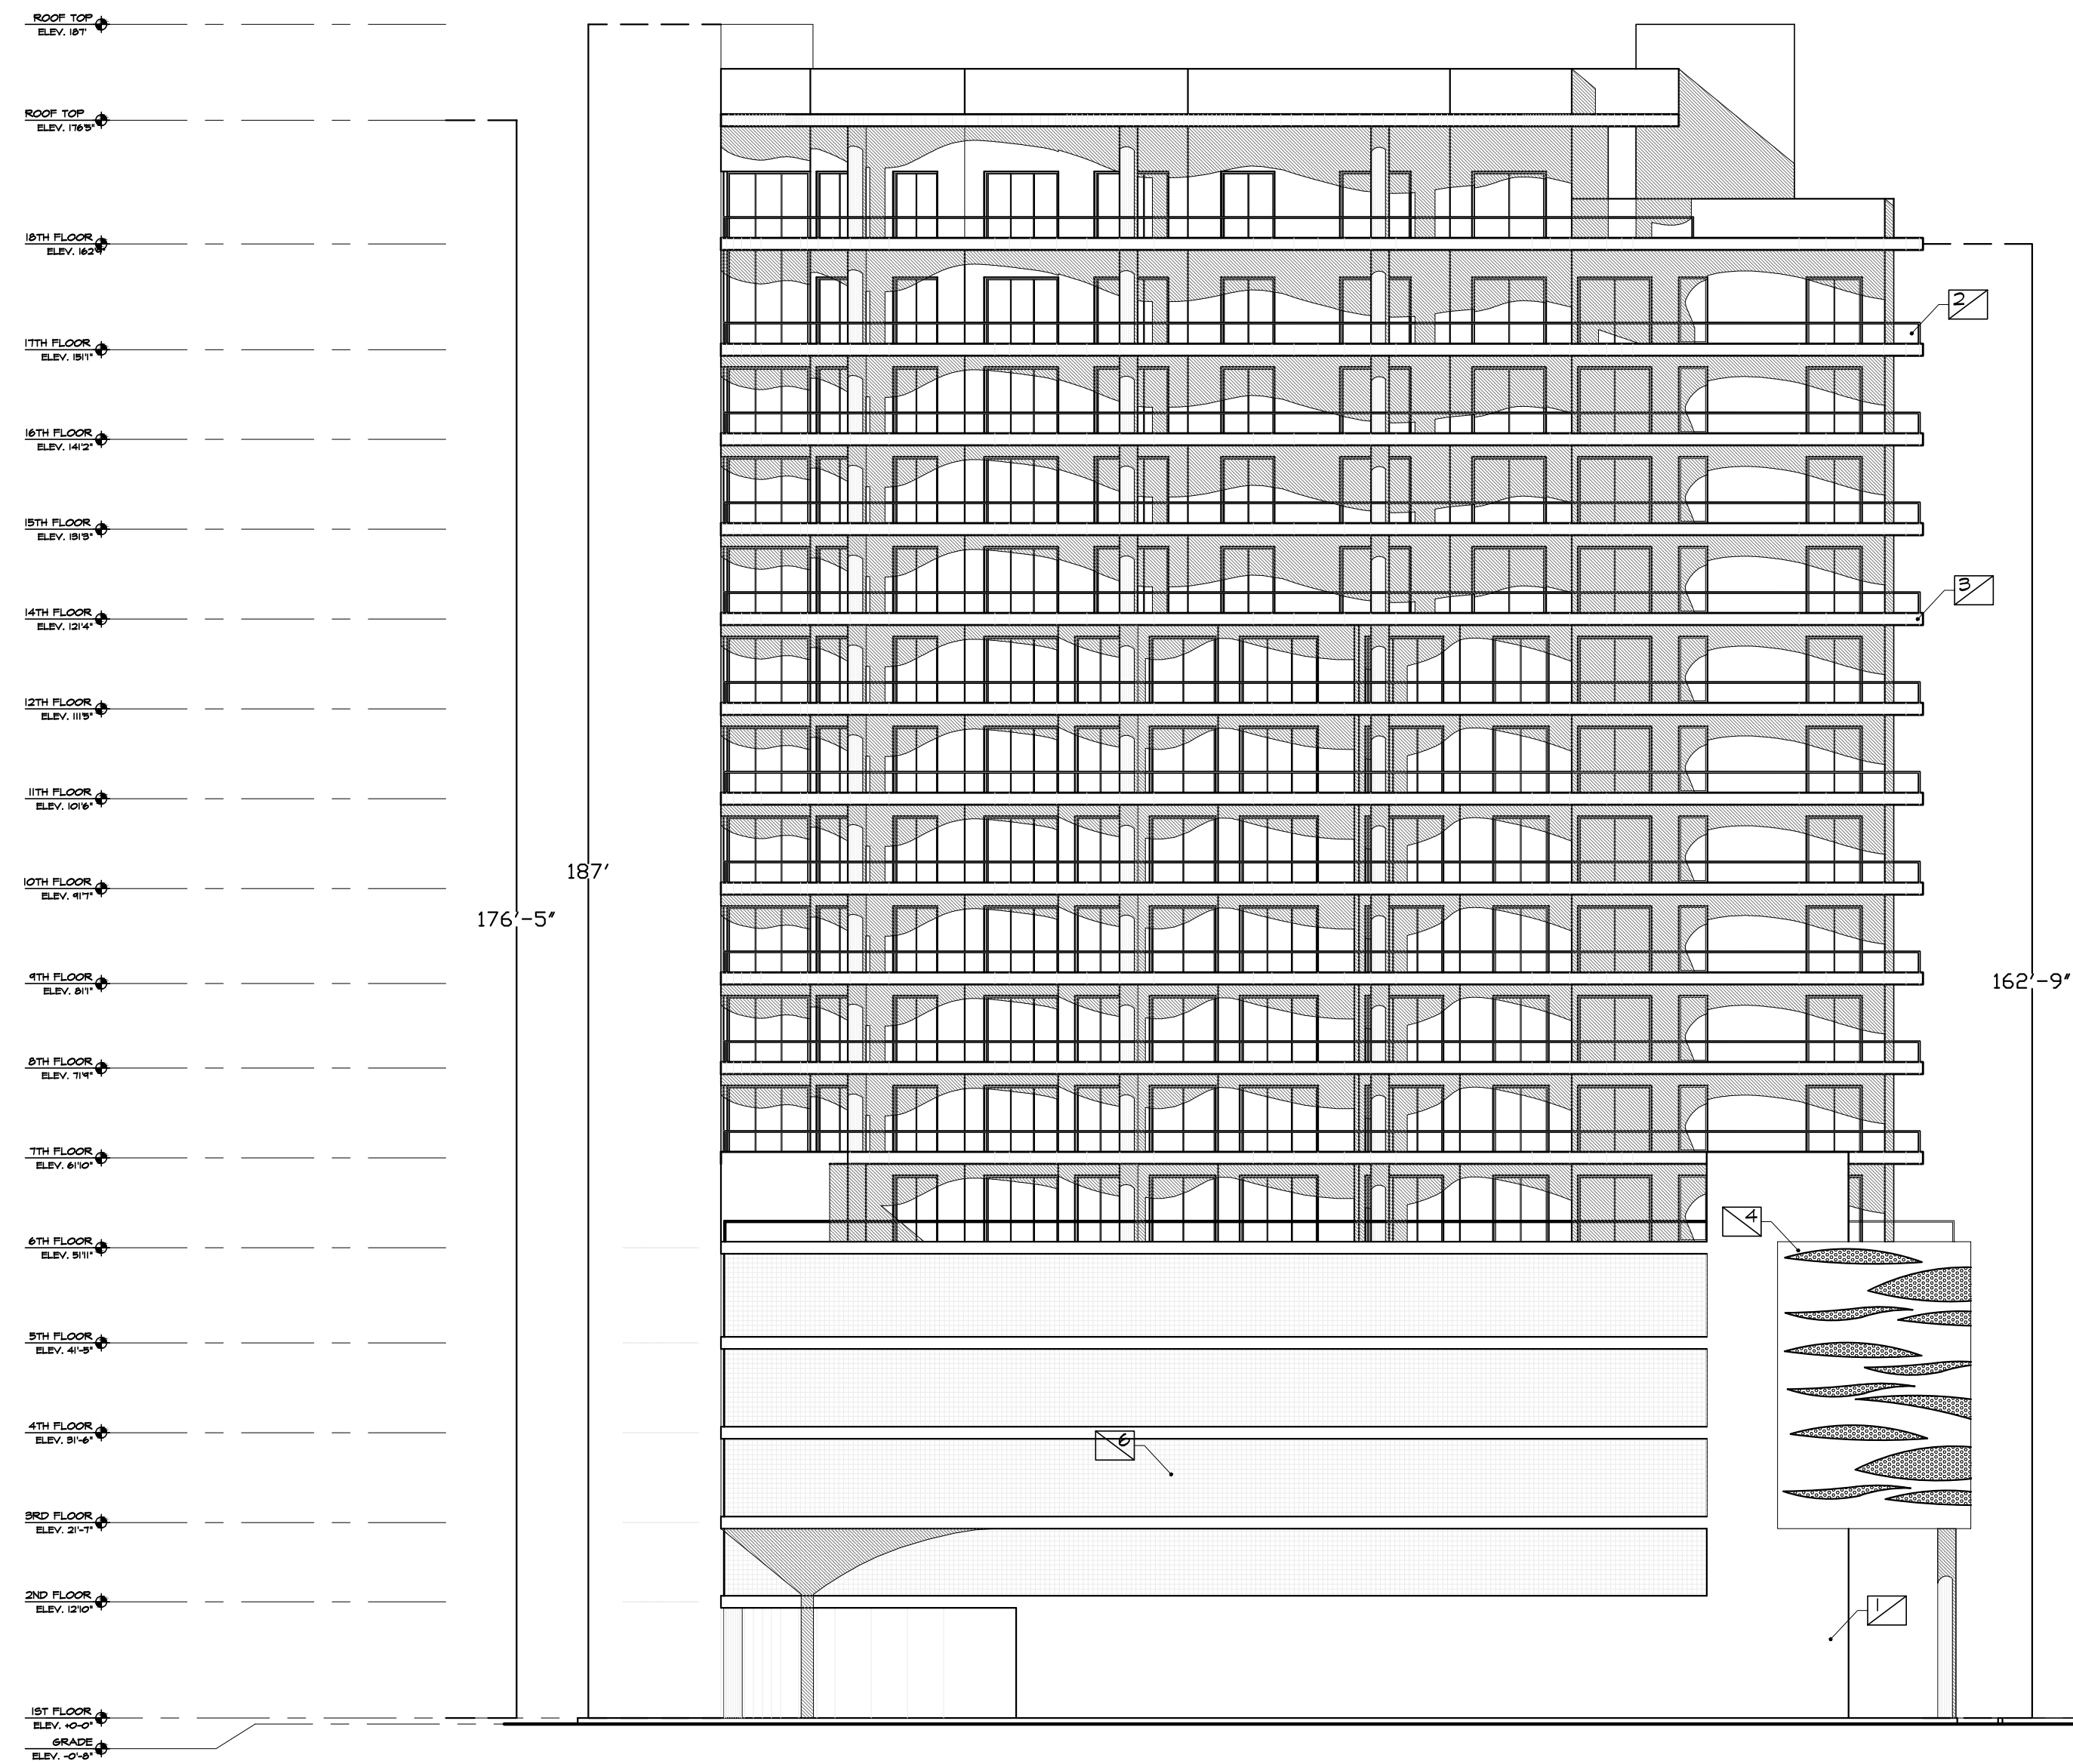 ROOF TOP
ELEV. 187'
ROOF TOP
ELEV. 176'5"
18TH FLOOR
ELEV. 162'9"
17TH FLOOR
ELEV. 151'1"
2
16TH FLOOR
ELEV. 141'2"
15TH FLOOR
ELEV. 131'3"
3
14TH FLOOR
ELEV. 121'4"
12TH FLOOR
ELEV. 111'5"
11TH FLOOR
ELEV. 101'6"
187'
10TH FLOOR
ELEV. 91'7"
176'-5"
9TH FLOOR
ELEV. 81'1"
162'-9"
8TH FLOOR
ELEV. 71'9"
7TH FLOOR
ELEV. 61'10"
4
6TH FLOOR
ELEV. 51'11"
5TH FLOOR
ELEV. 41'-5"
4TH FLOOR
ELEV. 31'-6"
6
3RD FLOOR
ELEV. 21'-7"
2ND FLOOR
ELEV. 12'10"
1
1ST FLOOR
ELEV. +0-0"
GRADE
ELEV. -0'-8"